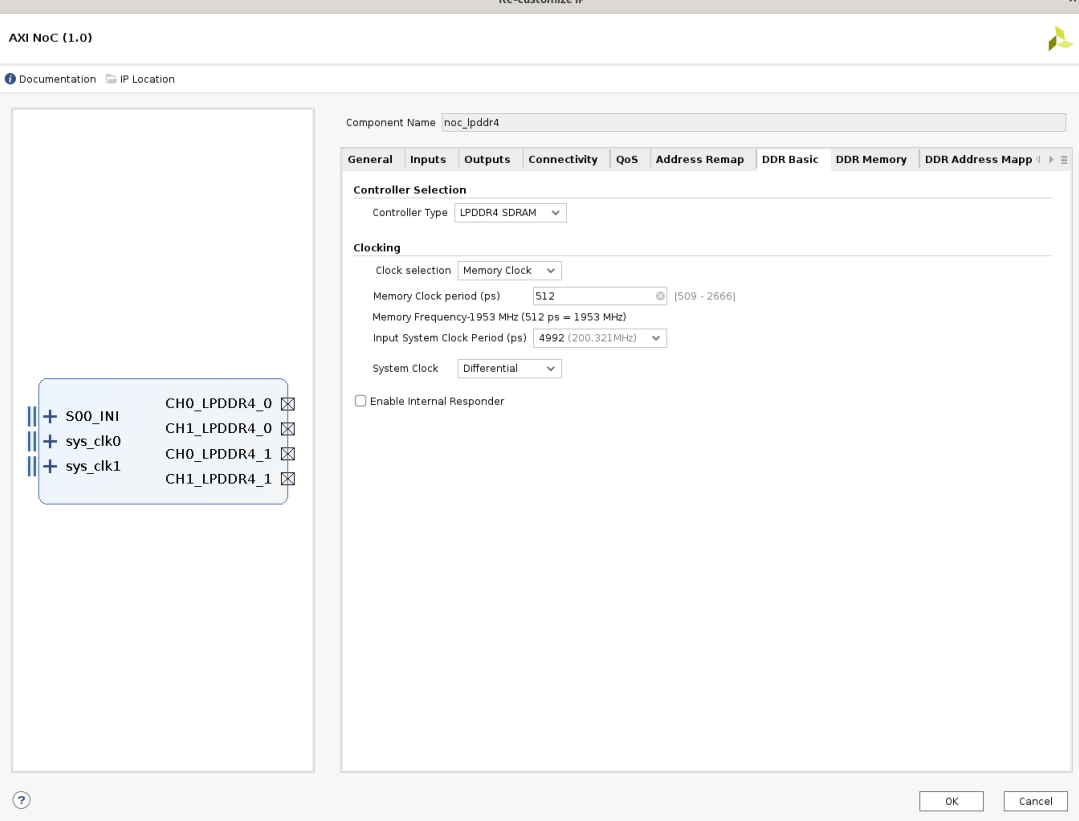 Re-customize IP
AXI NoC (1.0)
Documentation IP Location
Component Name noc_lpddr4
General Inputs Outputs Connectivity QoS Address Remap DDR Basic DDR Memory DDR Address Mapp
Controller Selection
Controller Type LPDDR4 SDRAM
Clocking
Clock selection Memory Clock
Memory Clock period (ps) 512 [509 - 2666]
Memory Frequency-1953 MHz (512 ps = 1953 MHz)
Input System Clock Period (ps) 4992 (200.321MHz)
System Clock Differential
Enable Internal Responder
S00_INI
sys_clk0
sys_clk1
CH0_LPDDR4_0
CH1_LPDDR4_0
CH0_LPDDR4_1
CH1_LPDDR4_1
?
OK Cancel